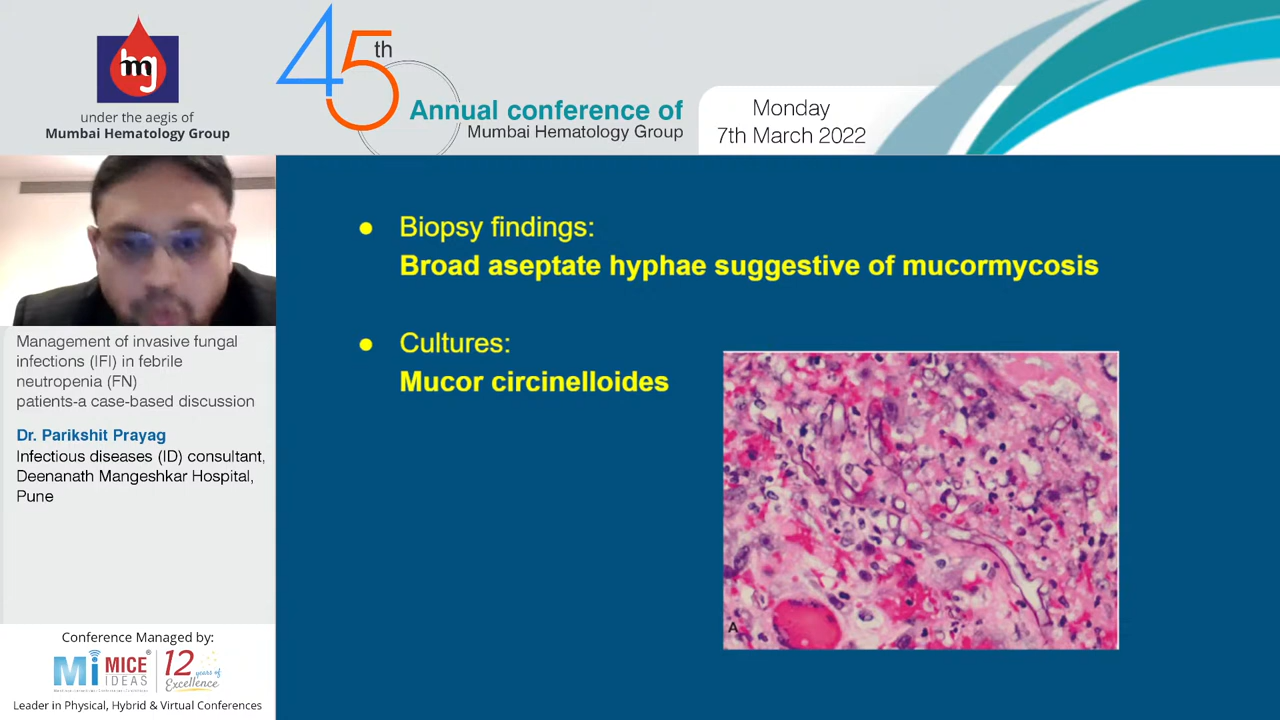 hmg
under the aegis of
Mumbai Hematology Group
45th
Annual conference of
Mumbai Hematology Group
Monday
7th March 2022
Management of invasive fungal
infections (IFI) in febrile
neutropenia (FN)
patients-a case-based discussion
Dr. Parikshit Prayag
Infectious diseases (ID) consultant,
Deenanath Mangeshkar Hospital,
Pune
● Biopsy findings:
Broad aseptate hyphae suggestive of mucormycosis
● Cultures:
Mucor circinelloides
A
Conference Managed by:
Mi MICE IDEAS®
12 years of Excellence
Leader in Physical, Hybrid & Virtual Conferences